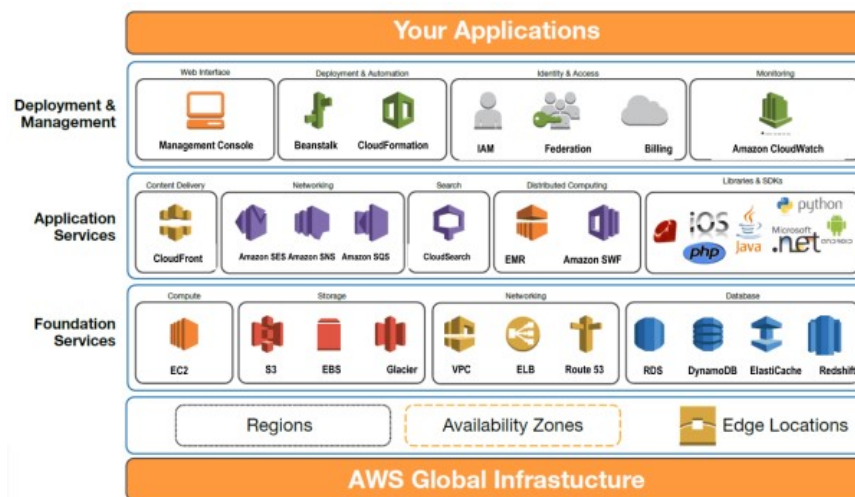 Your Applications
Deployment &
Management
Web Interface
Deployment & Automation
Identity & Access
Monitoring
Management Console
Beanstalk
CloudFormation
IAM
Federation
Billing
Amazon CloudWatch
Application
Services
Content Delivery
Networking
Search
Distributed Computing
Libraries & SDKs
CloudFront
Amazon SES
Amazon SNS
Amazon SQS
CloudSearch
EMR
Amazon SWF
iOS
php
Java
python
Microsoft
.net
ANDROID
Foundation
Services
Compute
Storage
Networking
Database
EC2
S3
EBS
Glacier
VPC
ELB
Route 53
RDS
DynamoDB
ElastiCache
Redshift
Regions
Availability Zones
Edge Locations
AWS Global Infrastucture